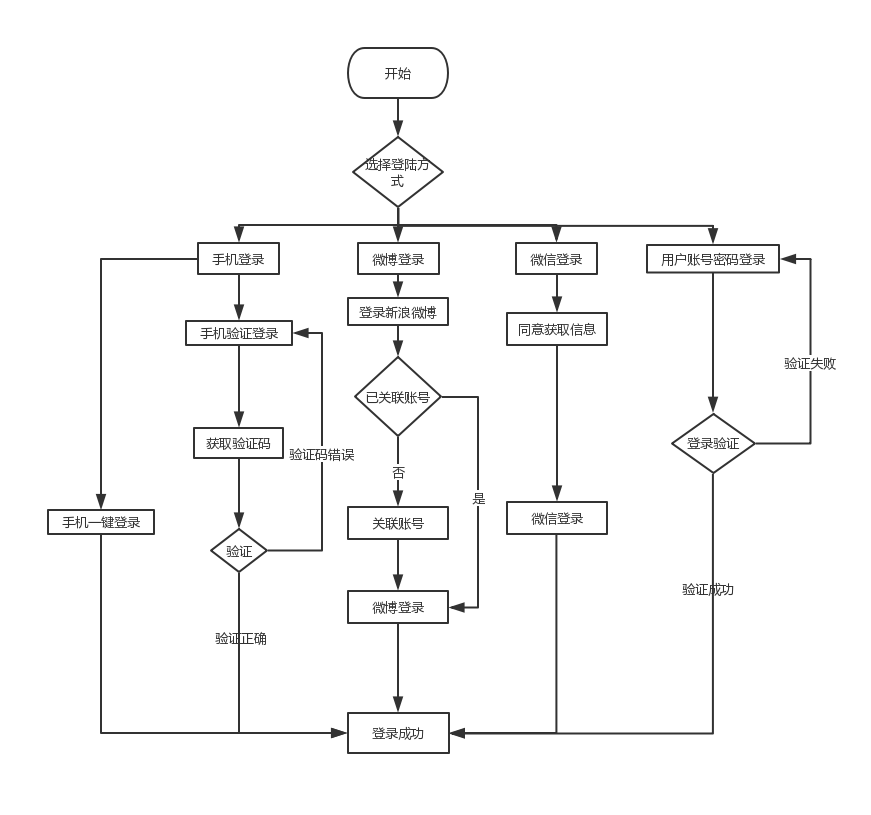 开始
选择登陆方
式
手机登录
微博登录
微信登录
用户账号密码登录
登录新浪微博
同意获取信息
手机验证登录
验证失败
已关联账号
获取验证码
登录验证
验证码错误
否
是
手机一键登录
关联账号
微信登录
验证
验证成功
微博登录
验证正确
登录成功